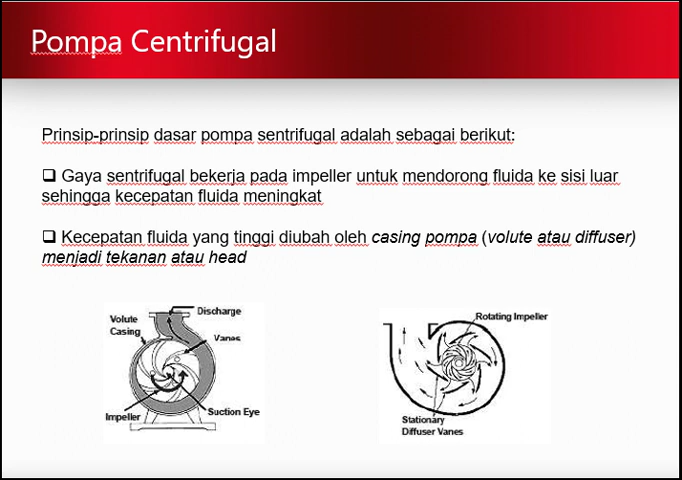 Pompa Centrifugal
Prinsip-prinsip dasar pompa sentrifugal adalah sebagai berikut:
❑ Gaya sentrifugal bekerja pada impeller untuk mendorong fluida ke sisi luar
sehingga kecepatan fluida meningkat
❑ Kecepatan fluida yang tinggi diubah oleh casing pompa (volute atau diffuser)
menjadi tekanan atau head
Discharge
Volute
Casing
Vanes
Impeller
Suction Eye
Rotating Impeller
Stationary
Diffuser Vanes